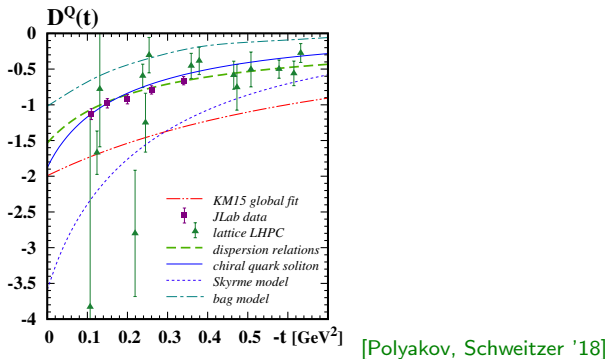 D^Q(t)
0
-0.5
-1
-1.5
-2
-2.5
-3
-3.5
-4
KM15 global fit
JLab data
lattice LHPC
dispersion relations
chiral quark soliton
Skyrme model
bag model
0 0.1 0.2 0.3 0.4 0.5 -t [GeV²]
[Polyakov, Schweitzer '18]